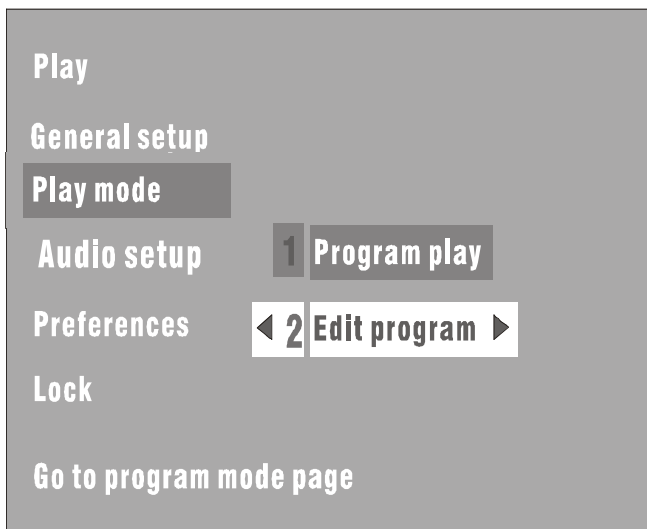 Play
General setup
Play mode
Audio setup
1 Program play
Preferences
2 Edit program
Lock
Go to program mode page